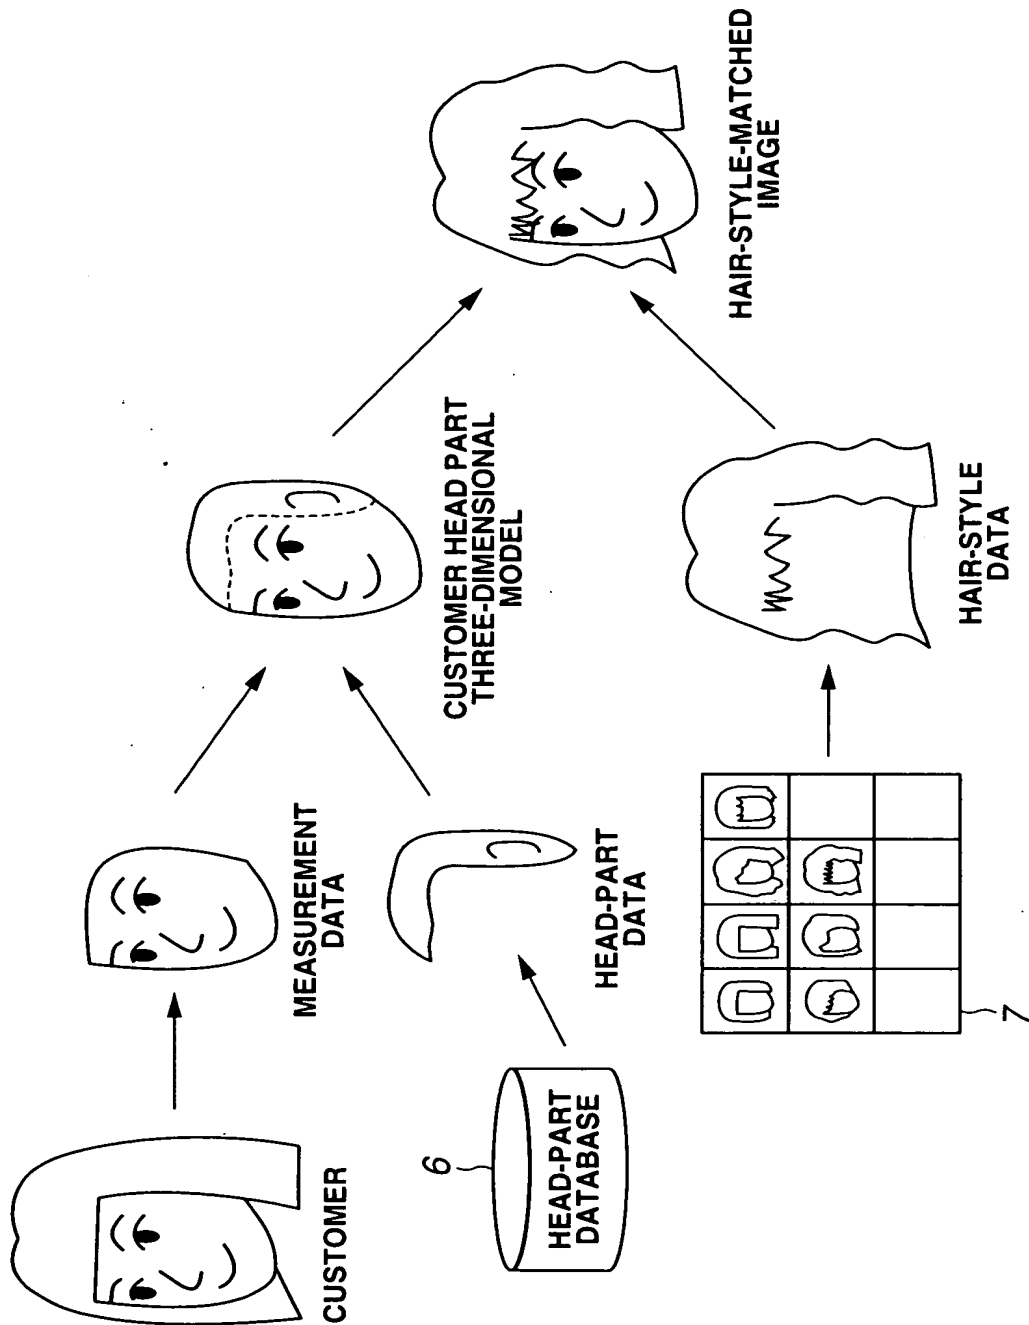 CUSTOMER
MEASUREMENT
DATA
6
HEAD-PART
DATABASE
HEAD-PART
DATA
CUSTOMER HEAD PART
THREE-DIMENSIONAL
MODEL
7
HAIR-STYLE
DATA
HAIR-STYLE-MATCHED
IMAGE